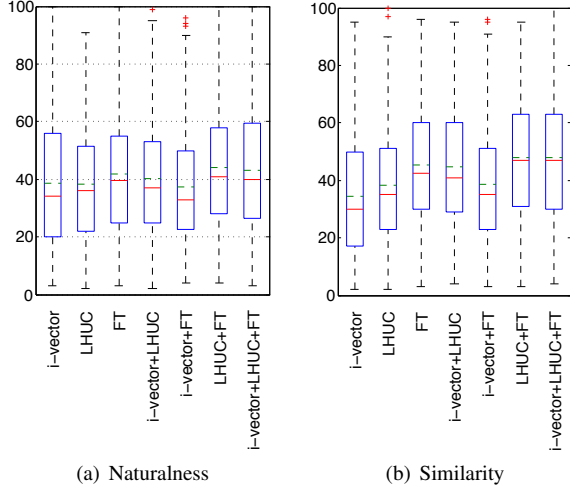 100
80
60
40
20
0
i-vector
LHUC
FT
i-vector+LHUC
i-vector+FT
LHUC+FT
i-vector+LHUC+FT
(a) Naturalness
100
80
60
40
20
0
i-vector
LHUC
FT
i-vector+LHUC
i-vector+FT
LHUC+FT
i-vector+LHUC+FT
(b) Similarity